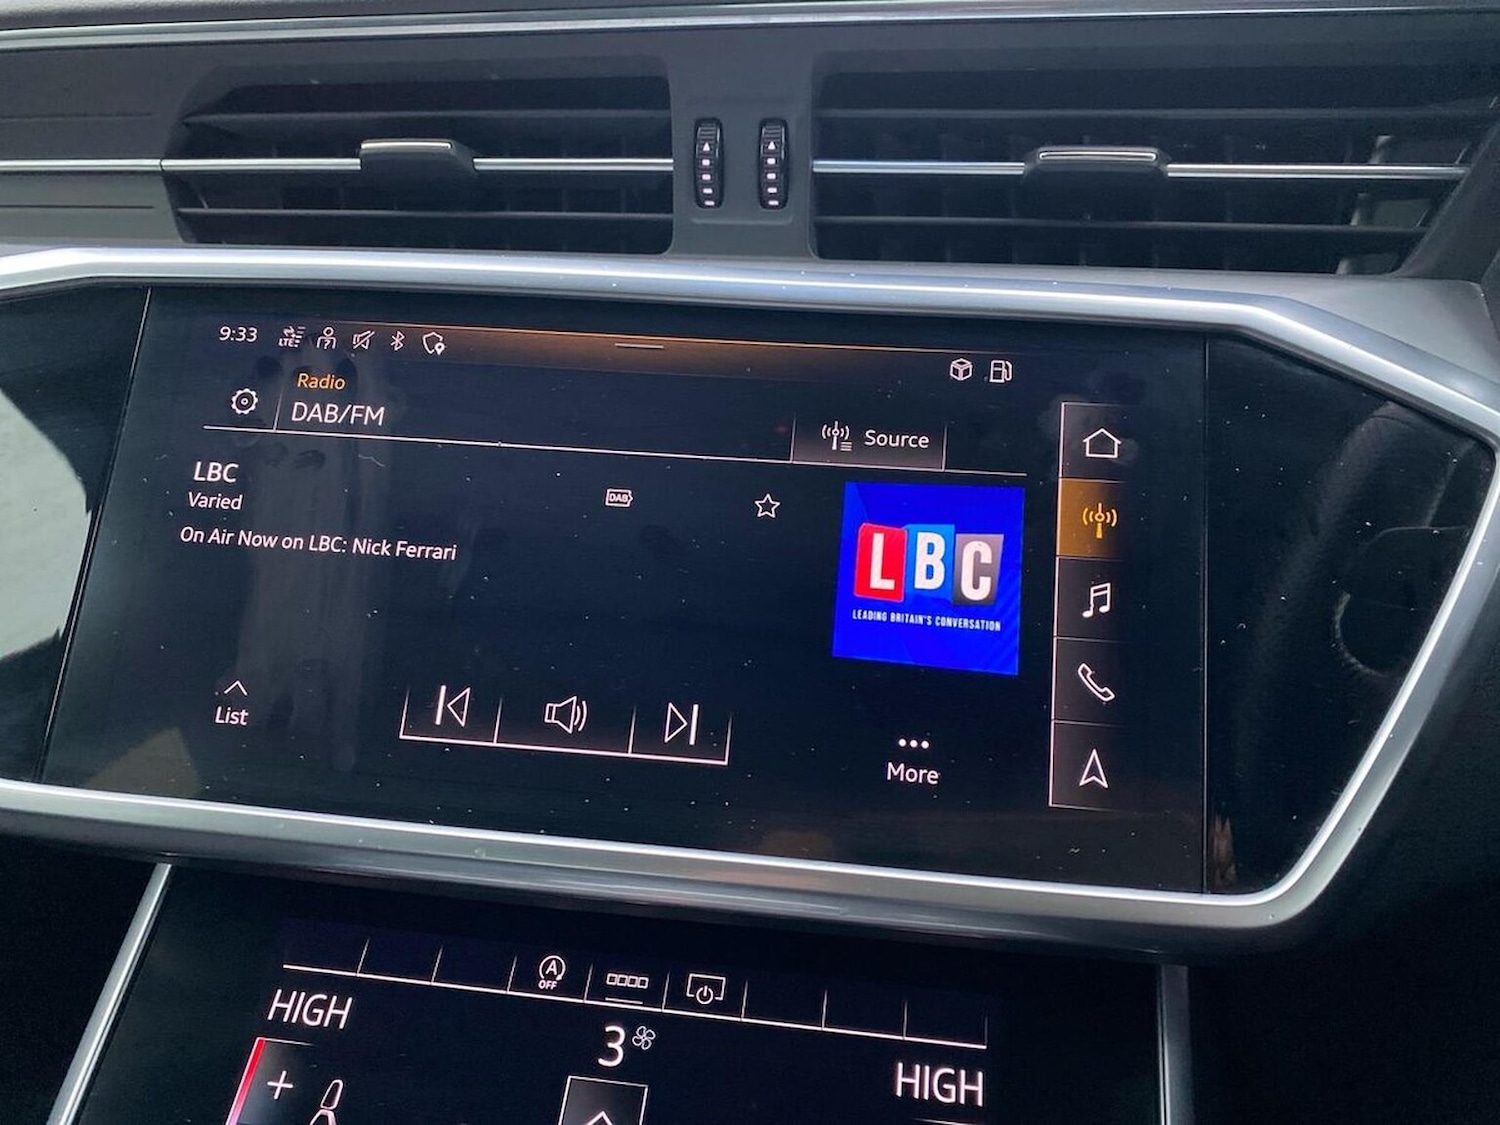 9:33
LTE
Radio
DAB/FM
Source
LBC
Varied
DAB
On Air Now on LBC: Nick Ferrari
LBC
LEADING BRITAIN'S CONVERSATION
List
More
A
OFF
HIGH
3
HIGH